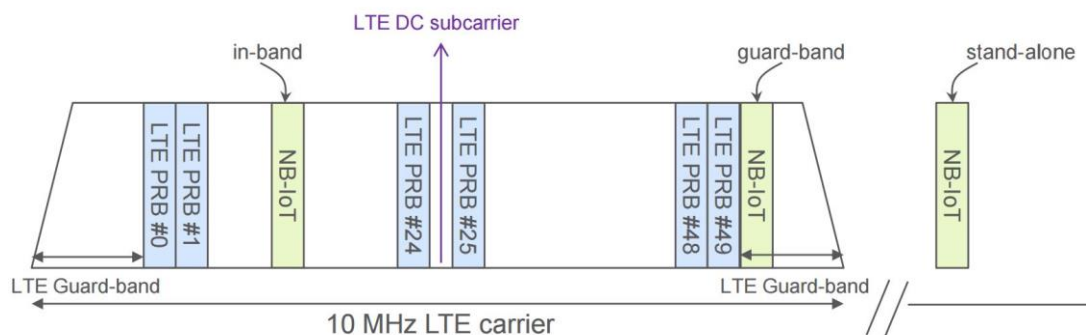 LTE DC subcarrier
in-band
guard-band
stand-alone
LTE PRB #0
LTE PRB #1
NB-IoT
LTE PRB #24
LTE PRB #25
LTE PRB #48
LTE PRB #49
NB-IoT
NB-IoT
LTE Guard-band
LTE Guard-band
10 MHz LTE carrier